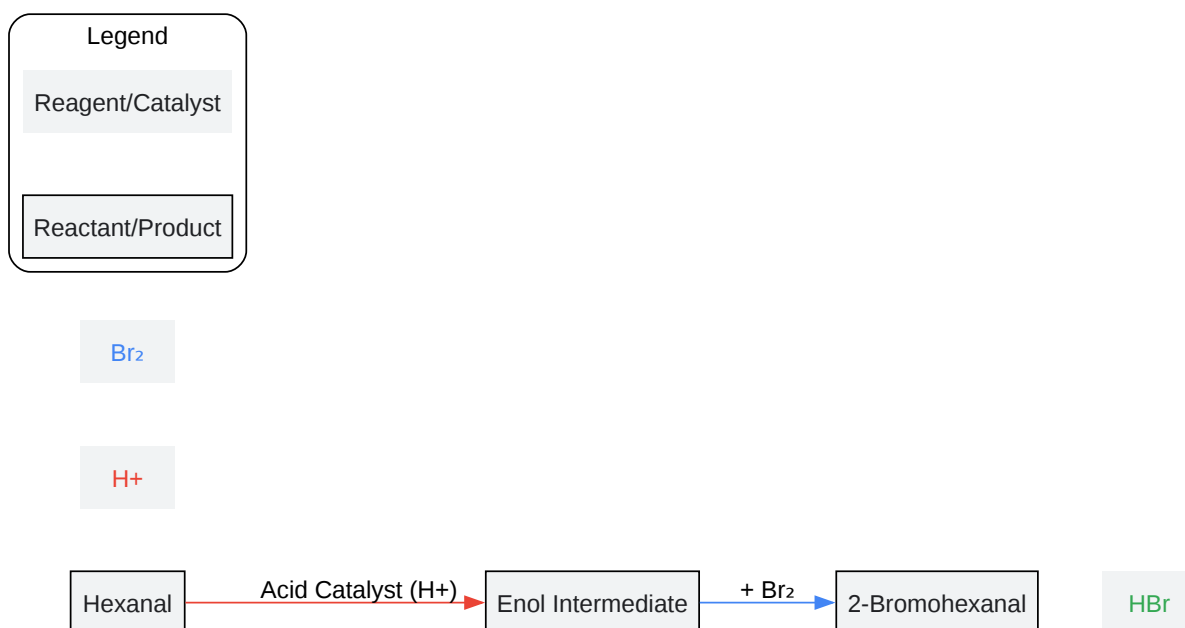 Legend
Reagent/Catalyst
Reactant/Product
Br₂
H+
Hexanal
Acid Catalyst (H+)
Enol Intermediate
+ Br₂
2-Bromohexanal
HBr